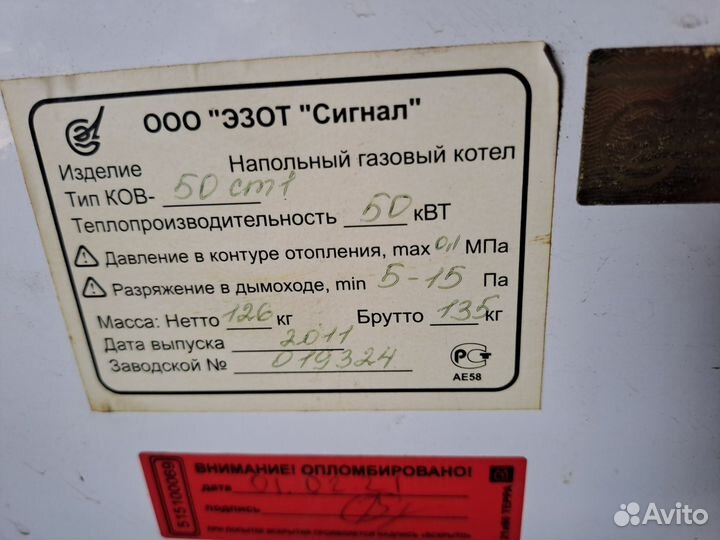 ООО "ЭЗОТ "Сигнал"
Изделие Напольный газовый котел
Тип КОВ- 50 ст1
Теплопроизводительность 50 кВТ
Давление в контуре отопления, max 0,1 МПа
Разряжение в дымоходе, min 5-15 Па
Масса: Нетто 126 кг Брутто 135 кг
Дата выпуска 2011
Заводской № 019324
АЕ58
ВНИМАНИЕ! ОПЛОМБИРОВАНО!
515100069
дата 01.02.21
подпись
Avito